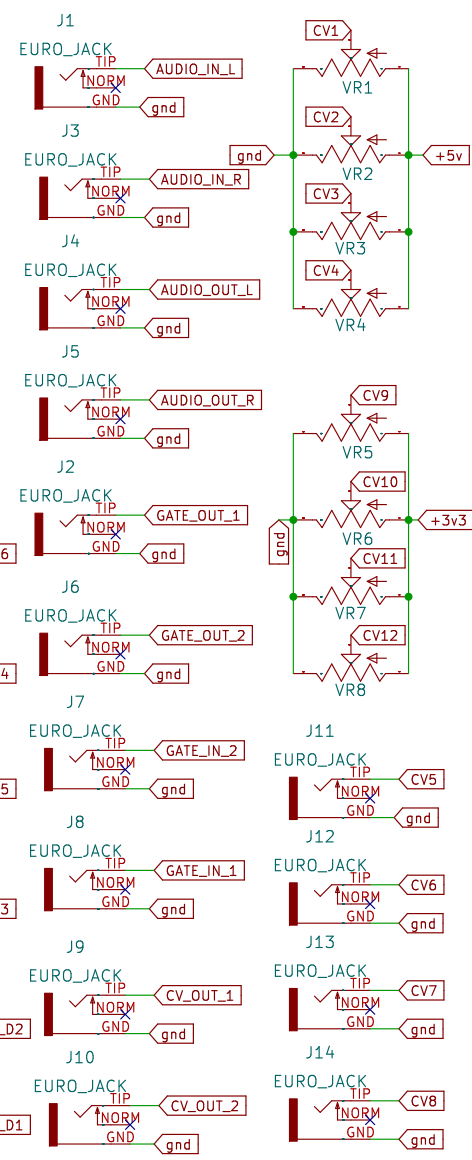 J1
EURO_JACK
TIP
AUDIO_IN_L
NORM
GND
gnd
J3
EURO_JACK
TIP
AUDIO_IN_R
NORM
GND
gnd
J4
EURO_JACK
TIP
AUDIO_OUT_L
NORM
GND
gnd
J5
EURO_JACK
TIP
AUDIO_OUT_R
NORM
GND
gnd
J2
EURO_JACK
TIP
GATE_OUT_1
NORM
GND
gnd
6
J6
EURO_JACK
TIP
GATE_OUT_2
NORM
GND
gnd
4
J7
EURO_JACK
TIP
GATE_IN_2
NORM
GND
gnd
5
J8
EURO_JACK
TIP
GATE_IN_1
NORM
GND
gnd
3
J9
EURO_JACK
TIP
CV_OUT_1
NORM
GND
gnd
_D2
J10
EURO_JACK
TIP
CV_OUT_2
NORM
GND
gnd
_D1
CV1
VR1
CV2
gnd
+5v
VR2
CV3
VR3
CV4
VR4
CV9
VR5
CV10
gnd
+3v3
VR6
CV11
VR7
CV12
VR8
J11
EURO_JACK
TIP
CV5
NORM
GND
gnd
J12
EURO_JACK
TIP
CV6
NORM
GND
gnd
J13
EURO_JACK
TIP
CV7
NORM
GND
gnd
J14
EURO_JACK
TIP
CV8
NORM
GND
gnd